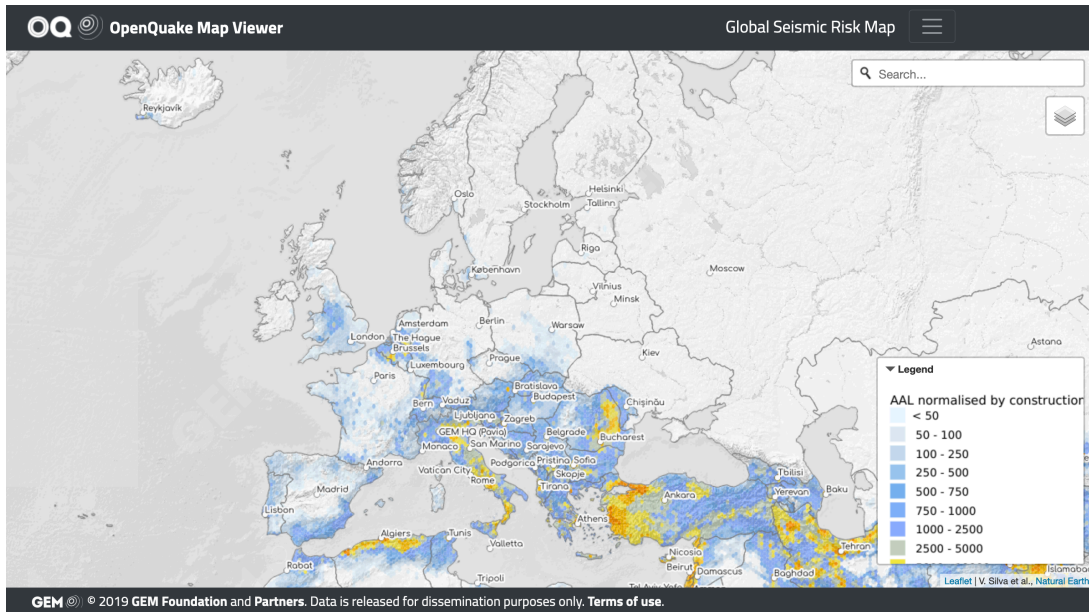 OQ OpenQuake Map Viewer
Global Seismic Risk Map
Search...
Reykjavík
Oslo
Helsinki
Stockholm
Tallinn
Riga
Moscow
København
Vilnius
Minsk
Amsterdam
Berlin
Warsaw
London
The Hague
Brussels
Kiev
Astana
Luxembourg
Prague
Paris
Bratislava
Budapest
Bern
Vaduz
Chișinău
Ljubljana
Zagreb
GEM HQ (Pavia)
Belgrade
Bucharest
Monaco
San Marino
Sarajevo
Andorra
Podgorica
Pristina
Sofia
Vatican City
Skopje
Rome
Tirana
Tbilisi
Madrid
Ankara
Yerevan
Baku
Lisbon
Athens
Algiers
Tunis
Valletta
Tehran
Nicosia
Rabat
Beirut
Damascus
Baghdad
Islamabad
Tripoli
Legend
AAL normalised by construction
< 50
50 - 100
100 - 250
250 - 500
500 - 750
750 - 1000
1000 - 2500
2500 - 5000
Leaflet | V. Silva et al., Natural Earth
GEM © 2019 GEM Foundation and Partners. Data is released for dissemination purposes only. Terms of use.